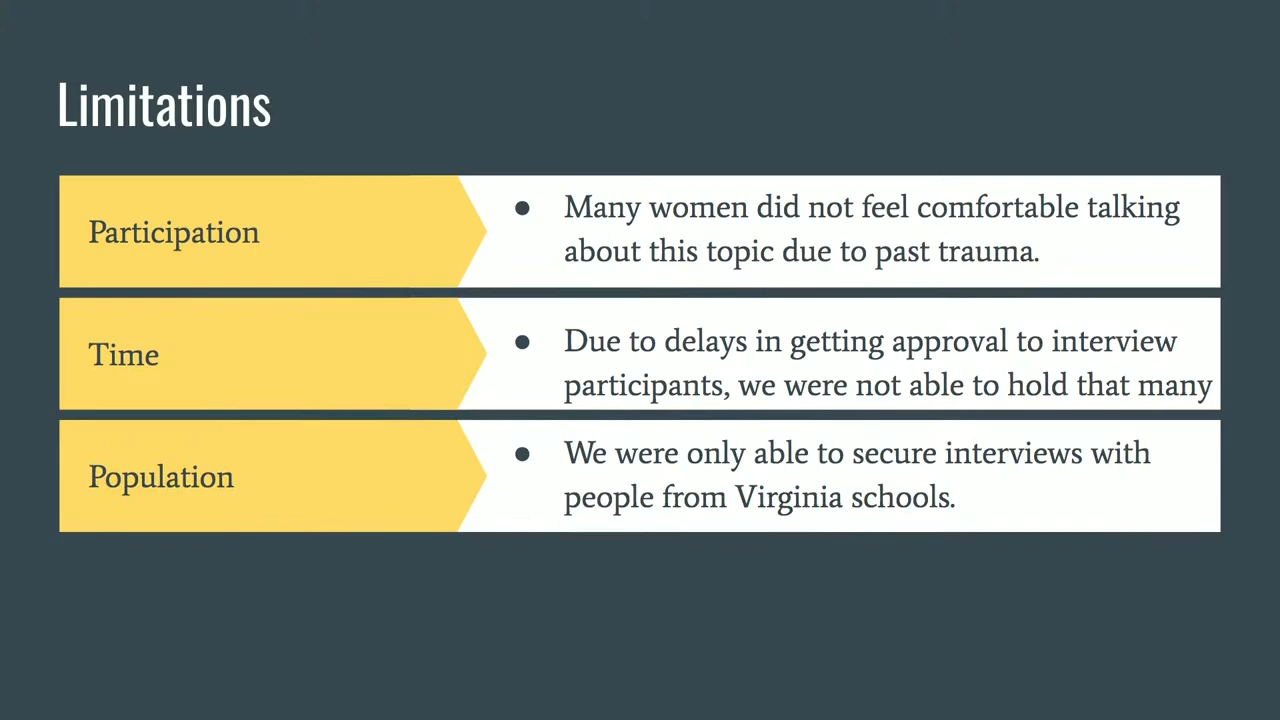 Limitations
Participation
● Many women did not feel comfortable talking
about this topic due to past trauma.
Time
● Due to delays in getting approval to interview
participants, we were not able to hold that many
Population
● We were only able to secure interviews with
people from Virginia schools.